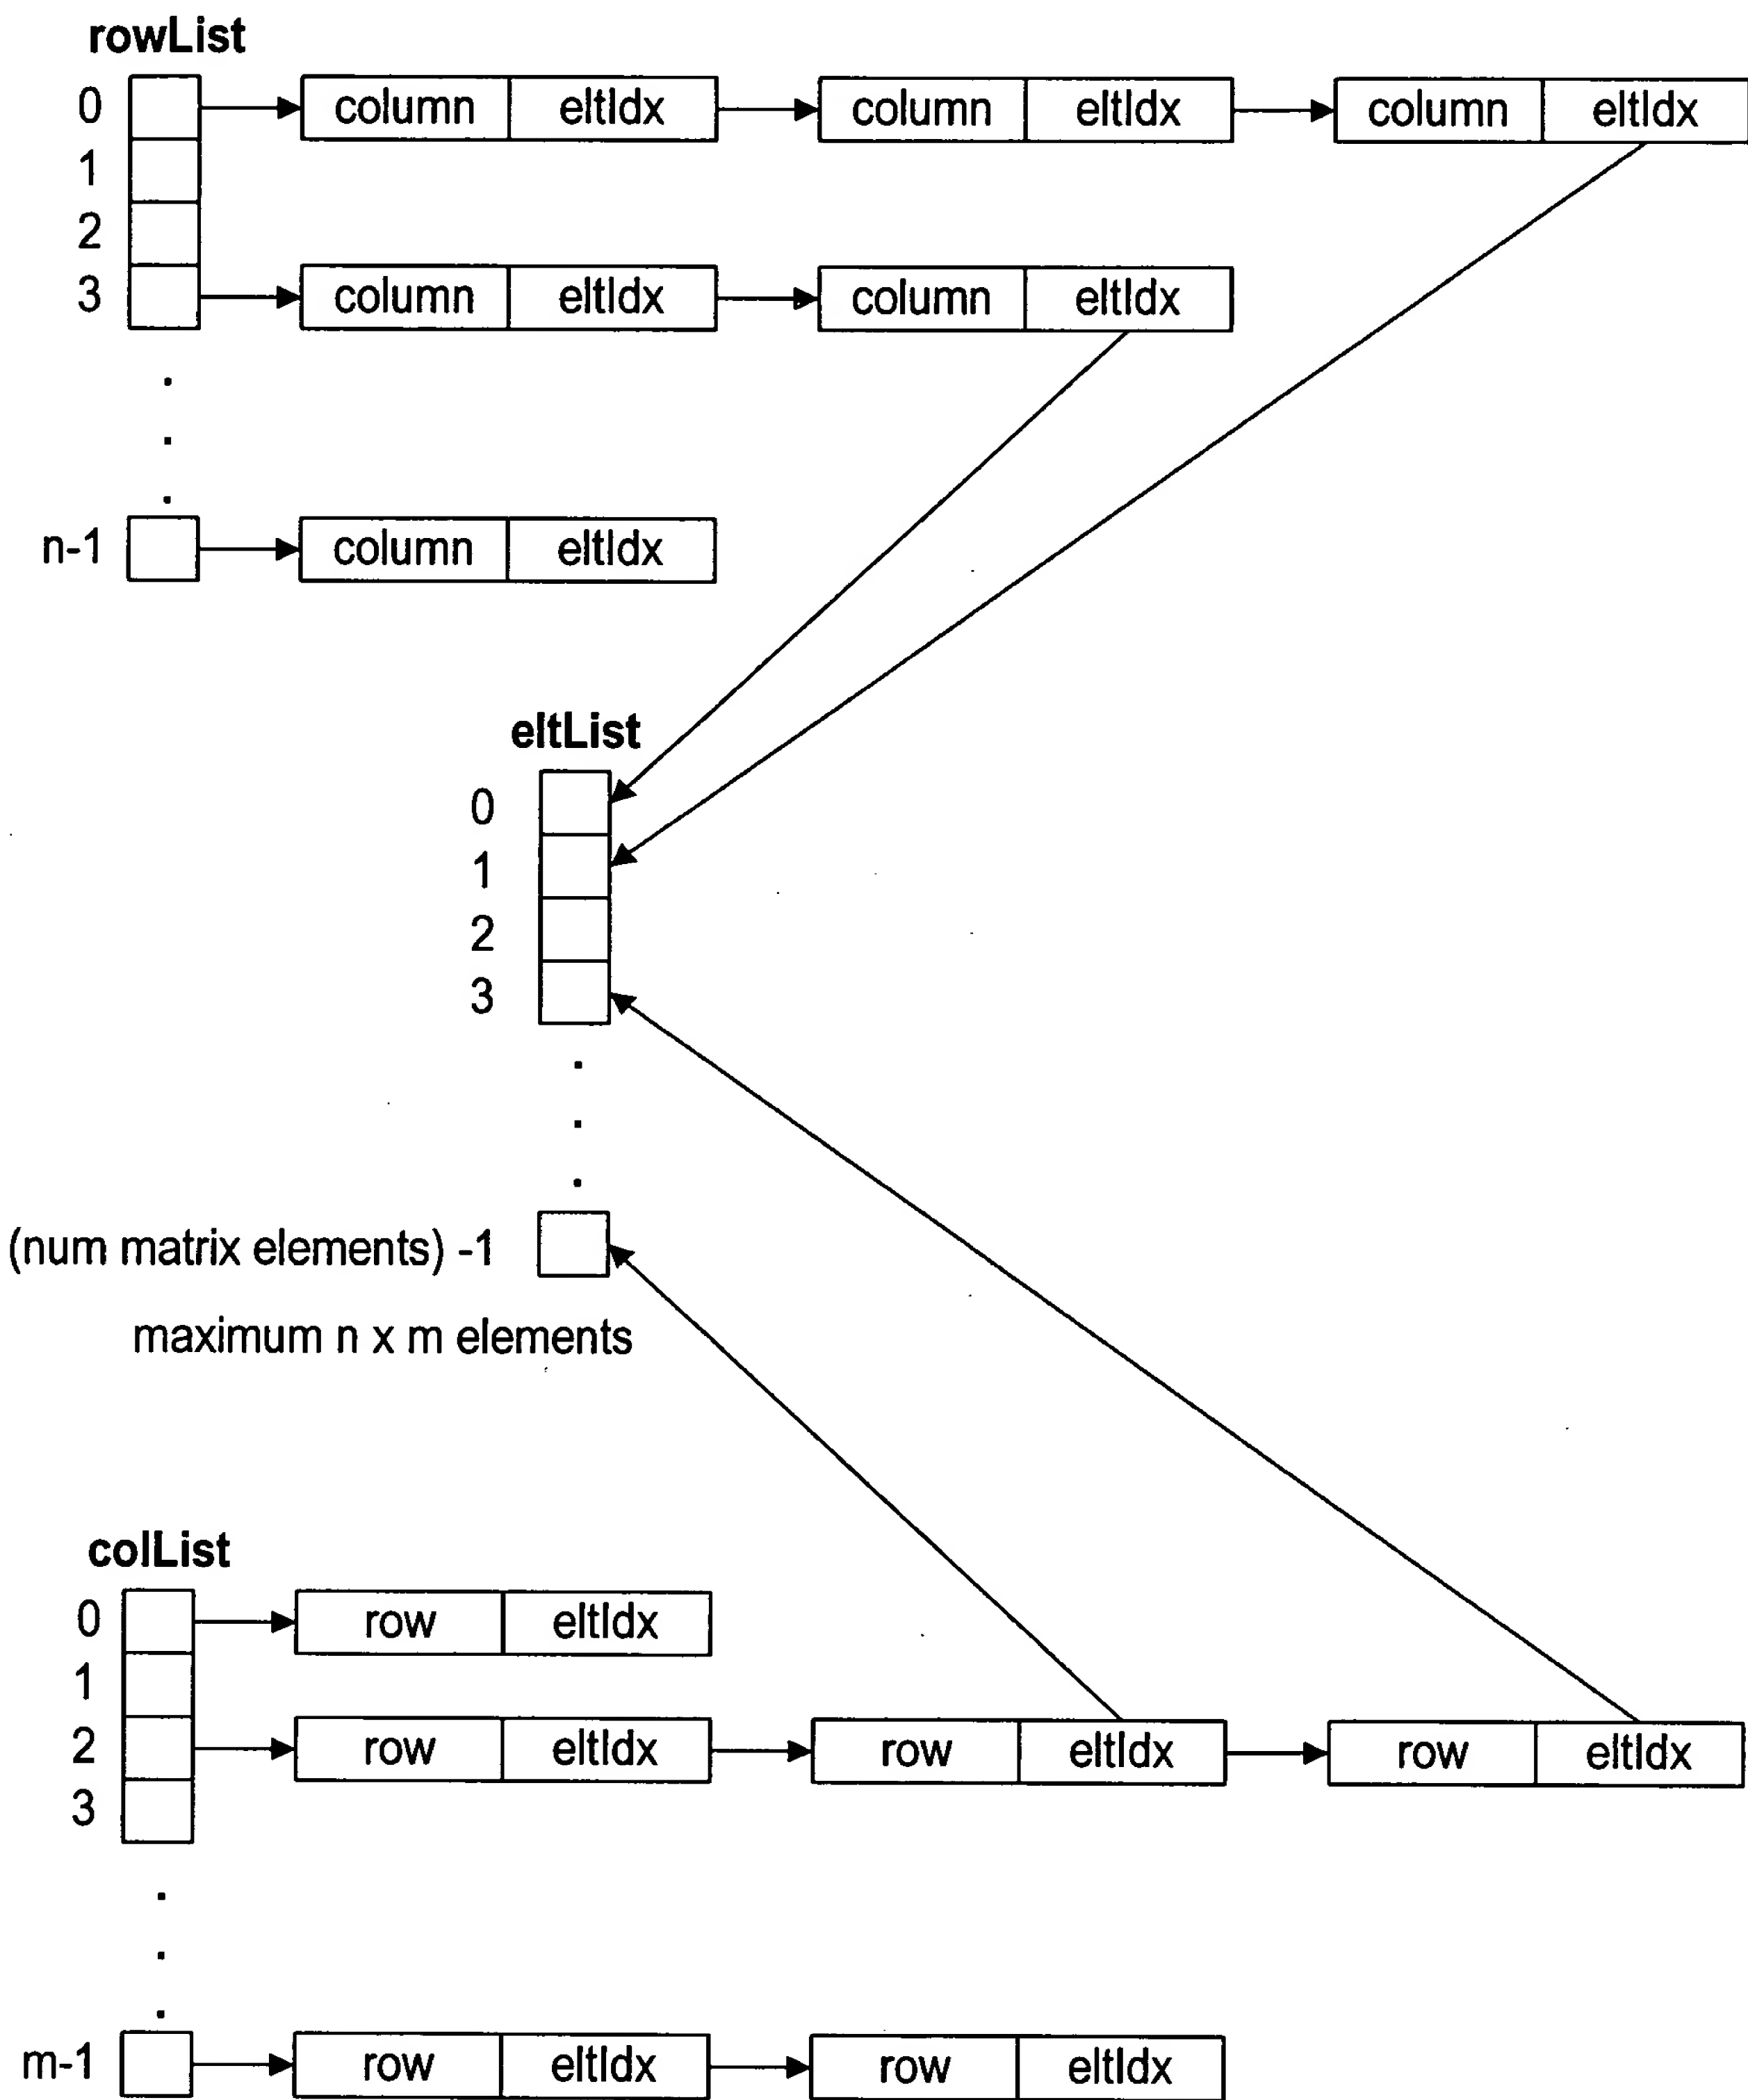 rowList
0 column eltIdx column eltIdx column eltIdx
1
2
3 column eltIdx column eltIdx
n-1 column eltIdx
eltList
0
1
2
3
(num matrix elements) -1
maximum n x m elements
colList
0 row eltIdx
1
2 row eltIdx row eltIdx row eltIdx
3
m-1 row eltIdx row eltIdx